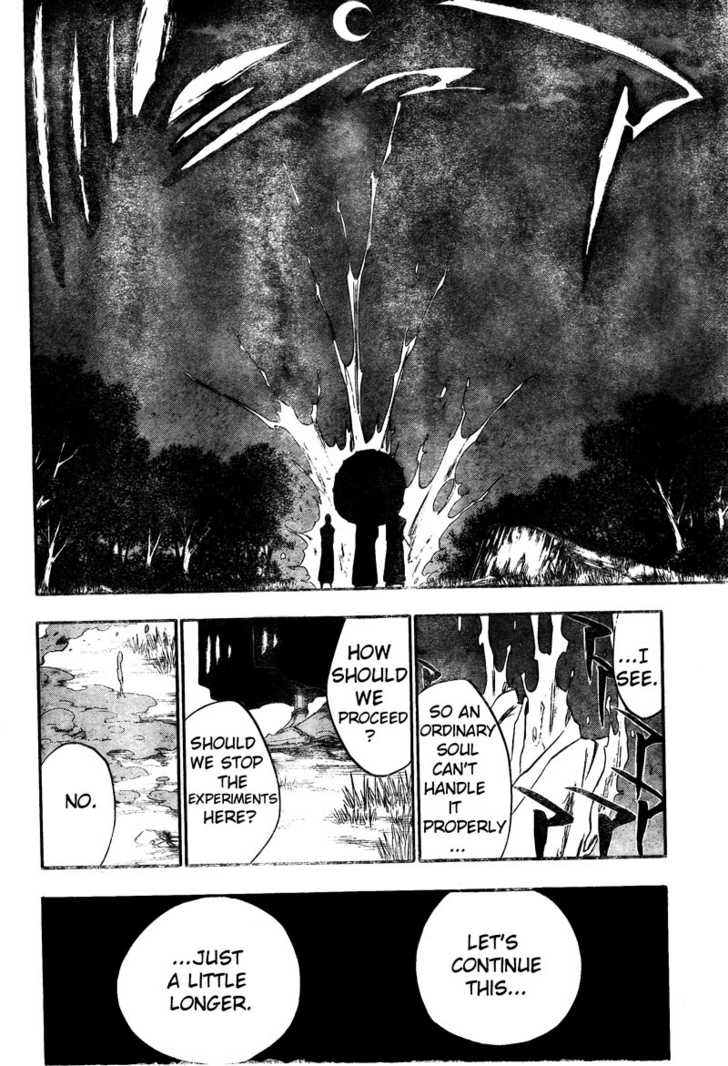 ...I
SEE.
SO AN
ORDINARY
SOUL
CAN'T
HANDLE
IT
PROPERLY
...
HOW
SHOULD
WE
PROCEED
?
SHOULD
WE STOP
THE
EXPERIMENTS
HERE?
NO.
LET'S
CONTINUE
THIS...
...JUST
A LITTLE
LONGER.